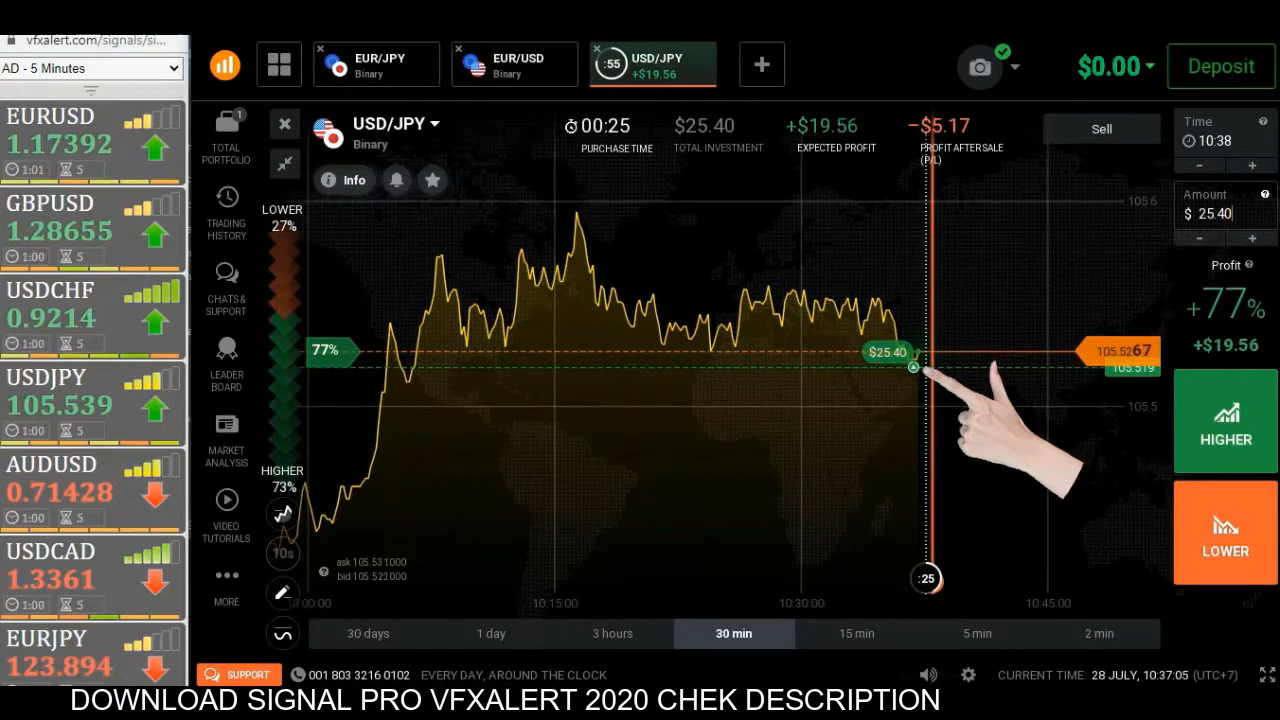 vfxalert.com/signals/si...
AD - 5 Minutes
EURUSD
1.17392
1:01 5
GBPUSD
1.28655
1:00 5
USDCHF
0.9214
1:00 5
USDJPY
105.539
1:00 5
AUDUSD
0.71428
1:00 5
USDCAD
1.3361
1:00 5
EURJPY
123.894
EUR/JPY
Binary
EUR/USD
Binary
:55
USD/JPY
+$19.56
+
$0.00
Deposit
1
TOTAL
PORTFOLIO
TRADING
HISTORY
CHATS &
SUPPORT
LEADER
BOARD
MARKET
ANALYSIS
VIDEO
TUTORIALS
MORE
USD/JPY
Binary
Info
00:25
PURCHASE TIME
$25.40
TOTAL INVESTMENT
+$19.56
EXPECTED PROFIT
−$5.17
PROFIT AFTER SALE
(P/L)
Sell
LOWER
27%
77%
HIGHER
73%
10s
ask 105.531000
bid 105.523000
$25.40
105.6
105.5267
105.519
105.5
:25
10:00:00
10:15:00
10:30:00
10:45:00
30 days
1 day
3 hours
30 min
15 min
5 min
2 min
Time
10:38
- +
Amount
$ 25.40
- +
Profit
+77%
+$19.56
HIGHER
LOWER
SUPPORT
001 803 3216 0102
EVERY DAY, AROUND THE CLOCK
CURRENT TIME: 28 JULY, 10:37:05 (UTC+7)
DOWNLOAD SIGNAL PRO VFXALERT 2020 CHEK DESCRIPTION